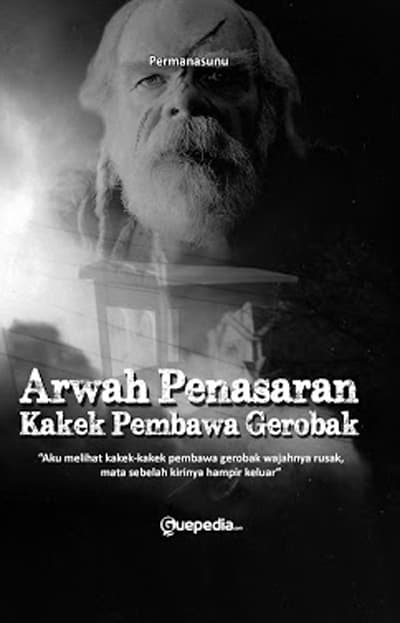 Permanasunu
Arwah Penasaran
Kakek Pembawa Gerobak
“Aku melihat kakek-kakek pembawa gerobak wajahnya rusak,
mata sebelah kirinya hampir keluar”
Guepedia.com